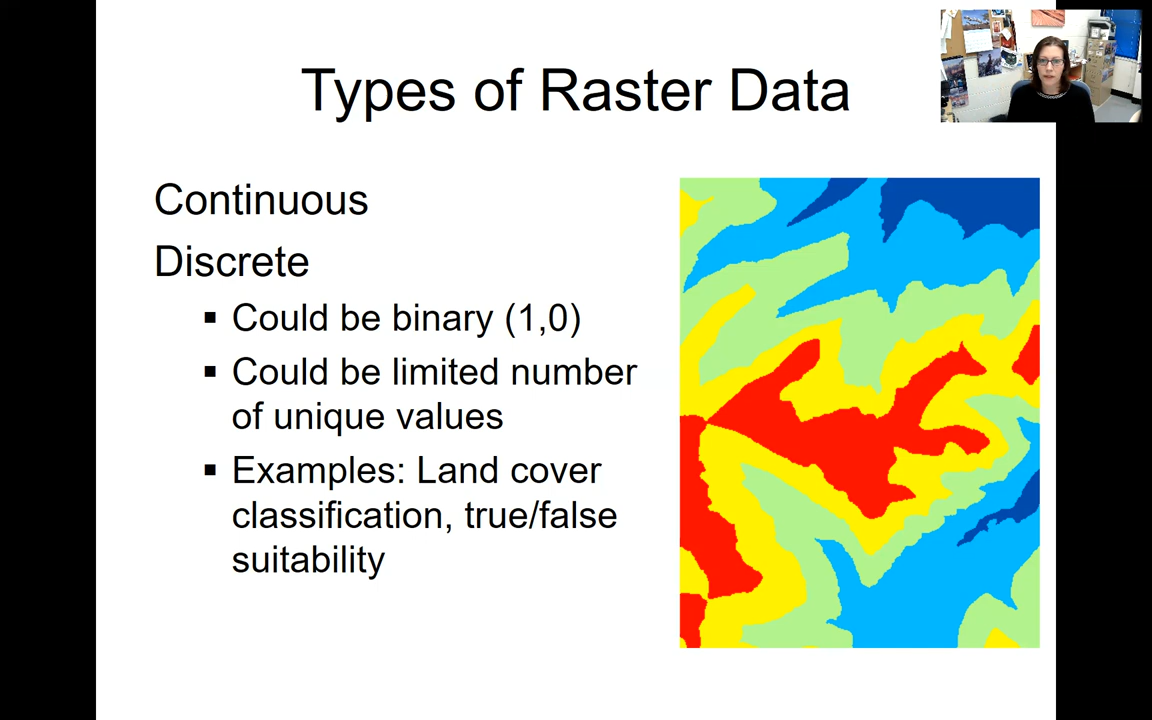 Types of Raster Data
Continuous
Discrete
▪ Could be binary (1,0)
▪ Could be limited number
of unique values
▪ Examples: Land cover
classification, true/false
suitability